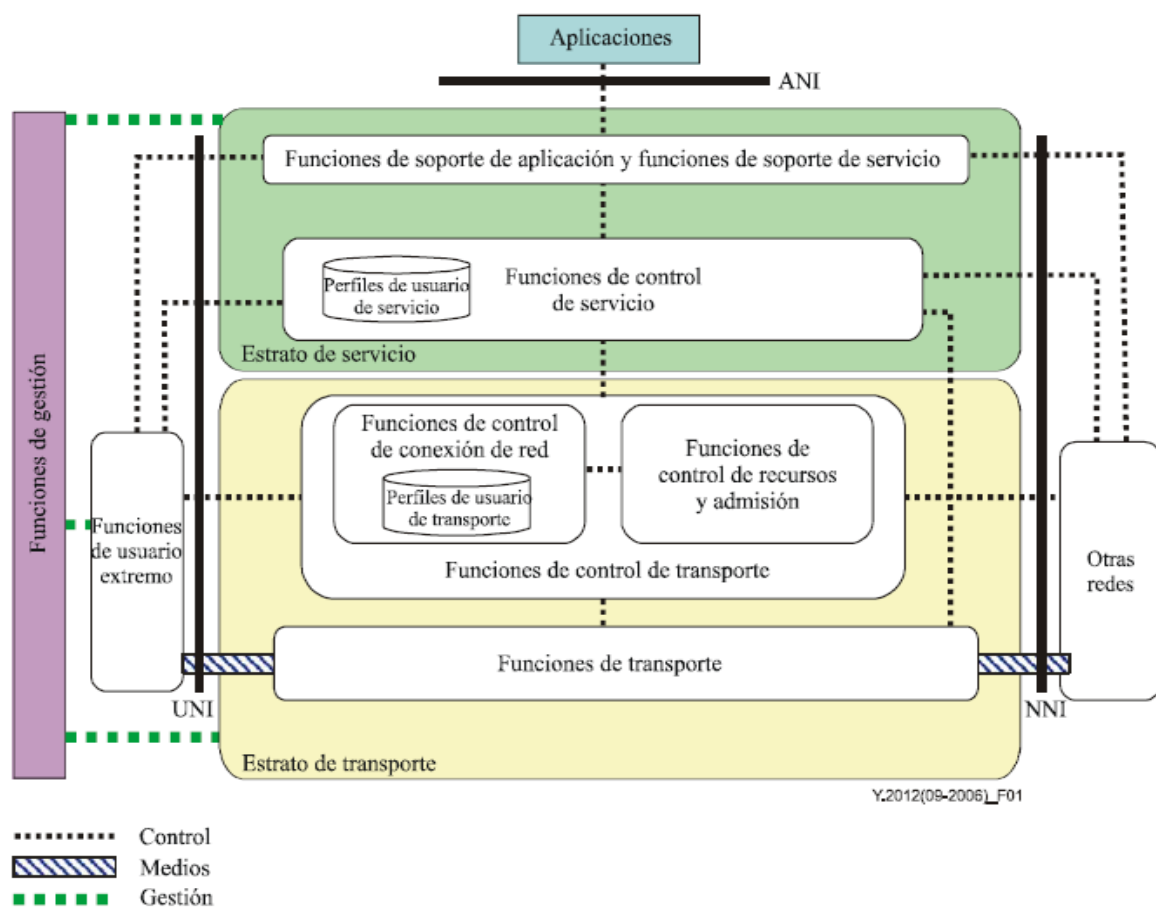 Aplicaciones
ANI
Funciones de soporte de aplicación y funciones de soporte de servicio
Perfiles de usuario
de servicio
Funciones de control
de servicio
Estrato de servicio
Funciones de gestión
Funciones
de usuario
extremo
Funciones de control
de conexión de red
Perfiles de usuario
de transporte
Funciones de
control de recursos
y admisión
Funciones de control de transporte
Otras
redes
Funciones de transporte
UNI
NNI
Estrato de transporte
Y.2012(09-2006)_F01
Control
Medios
Gestión